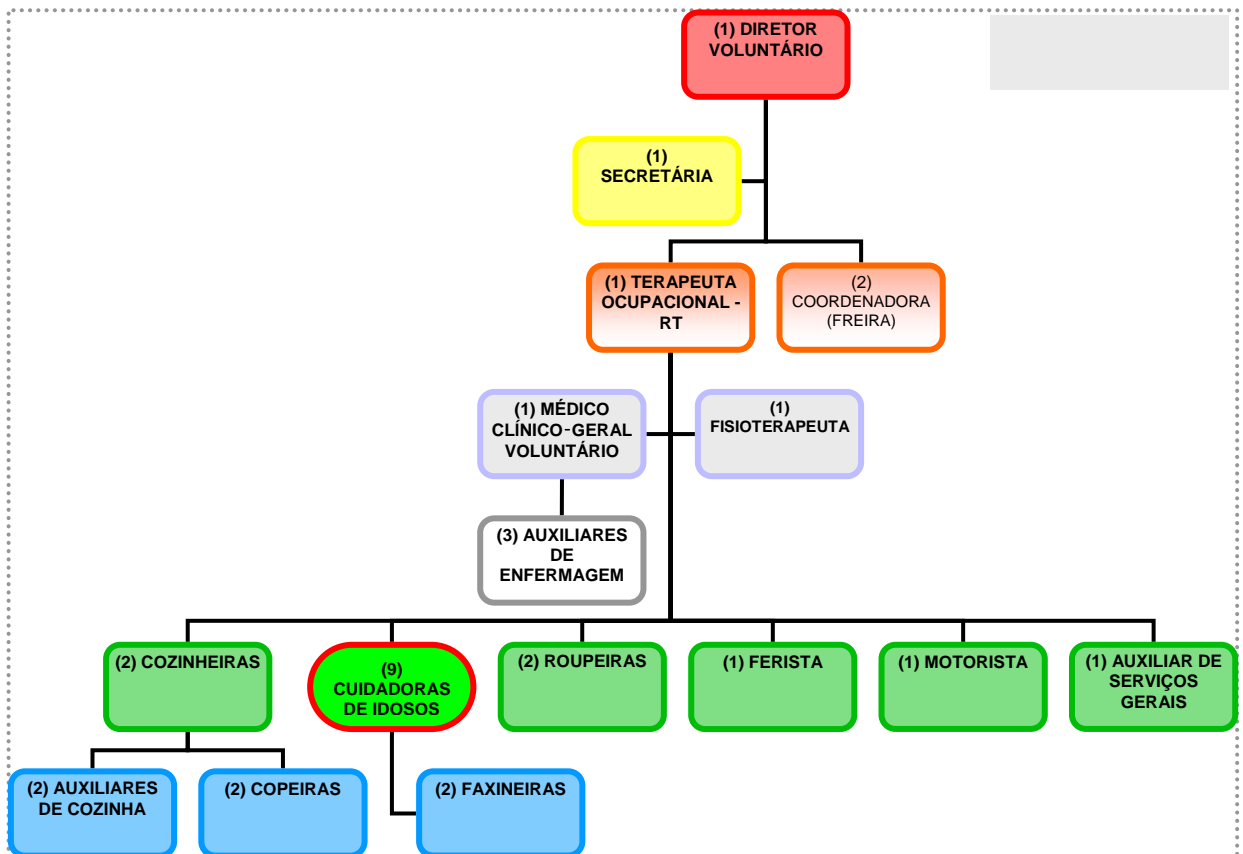 (1) DIRETOR
VOLUNTÁRIO
(1)
SECRETÁRIA
(1) TERAPEUTA
OCUPACIONAL -
RT
(2)
COORDENADORA
(FREIRA)
(1) MÉDICO
CLÍNICO-GERAL
VOLUNTÁRIO
(1)
FISIOTERAPEUTA
(3) AUXILIARES
DE
ENFERMAGEM
(2) COZINHEIRAS
(9)
CUIDADORAS
DE IDOSOS
(2) ROUPEIRAS
(1) FERISTA
(1) MOTORISTA
(1) AUXILIAR DE
SERVIÇOS
GERAIS
(2) AUXILIARES
DE COZINHA
(2) COPEIRAS
(2) FAXINEIRAS